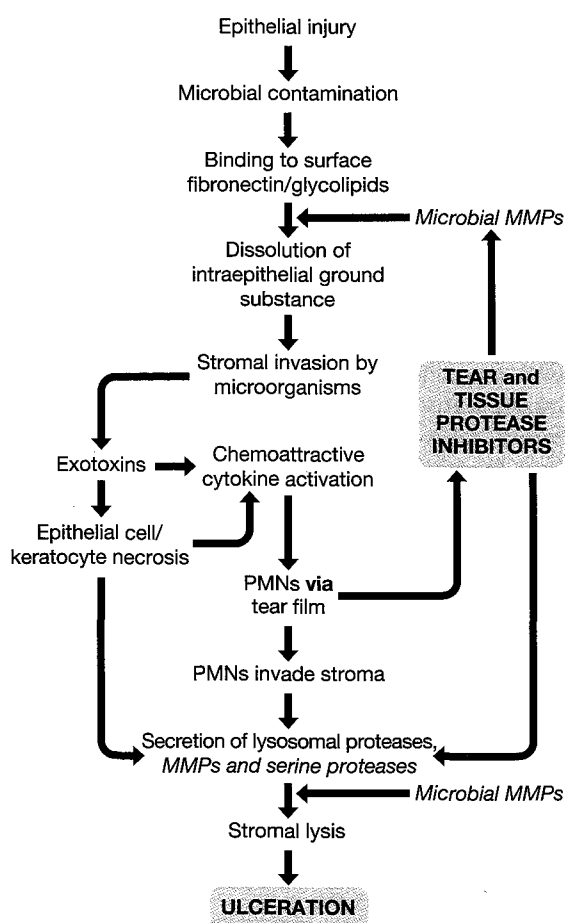 Epithelial injury
Microbial contamination
Binding to surface
fibronectin/glycolipids
Microbial MMPs
Dissolution of
intraepithelial ground
substance
Stromal invasion by
microorganisms
TEAR and
TISSUE
PROTEASE
INHIBITORS
Exotoxins
Chemoattractive
cytokine activation
Epithelial cell/
keratocyte necrosis
PMNs via
tear film
PMNs invade stroma
Secretion of lysosomal proteases,
MMPs and serine proteases
Microbial MMPs
Stromal lysis
ULCERATION